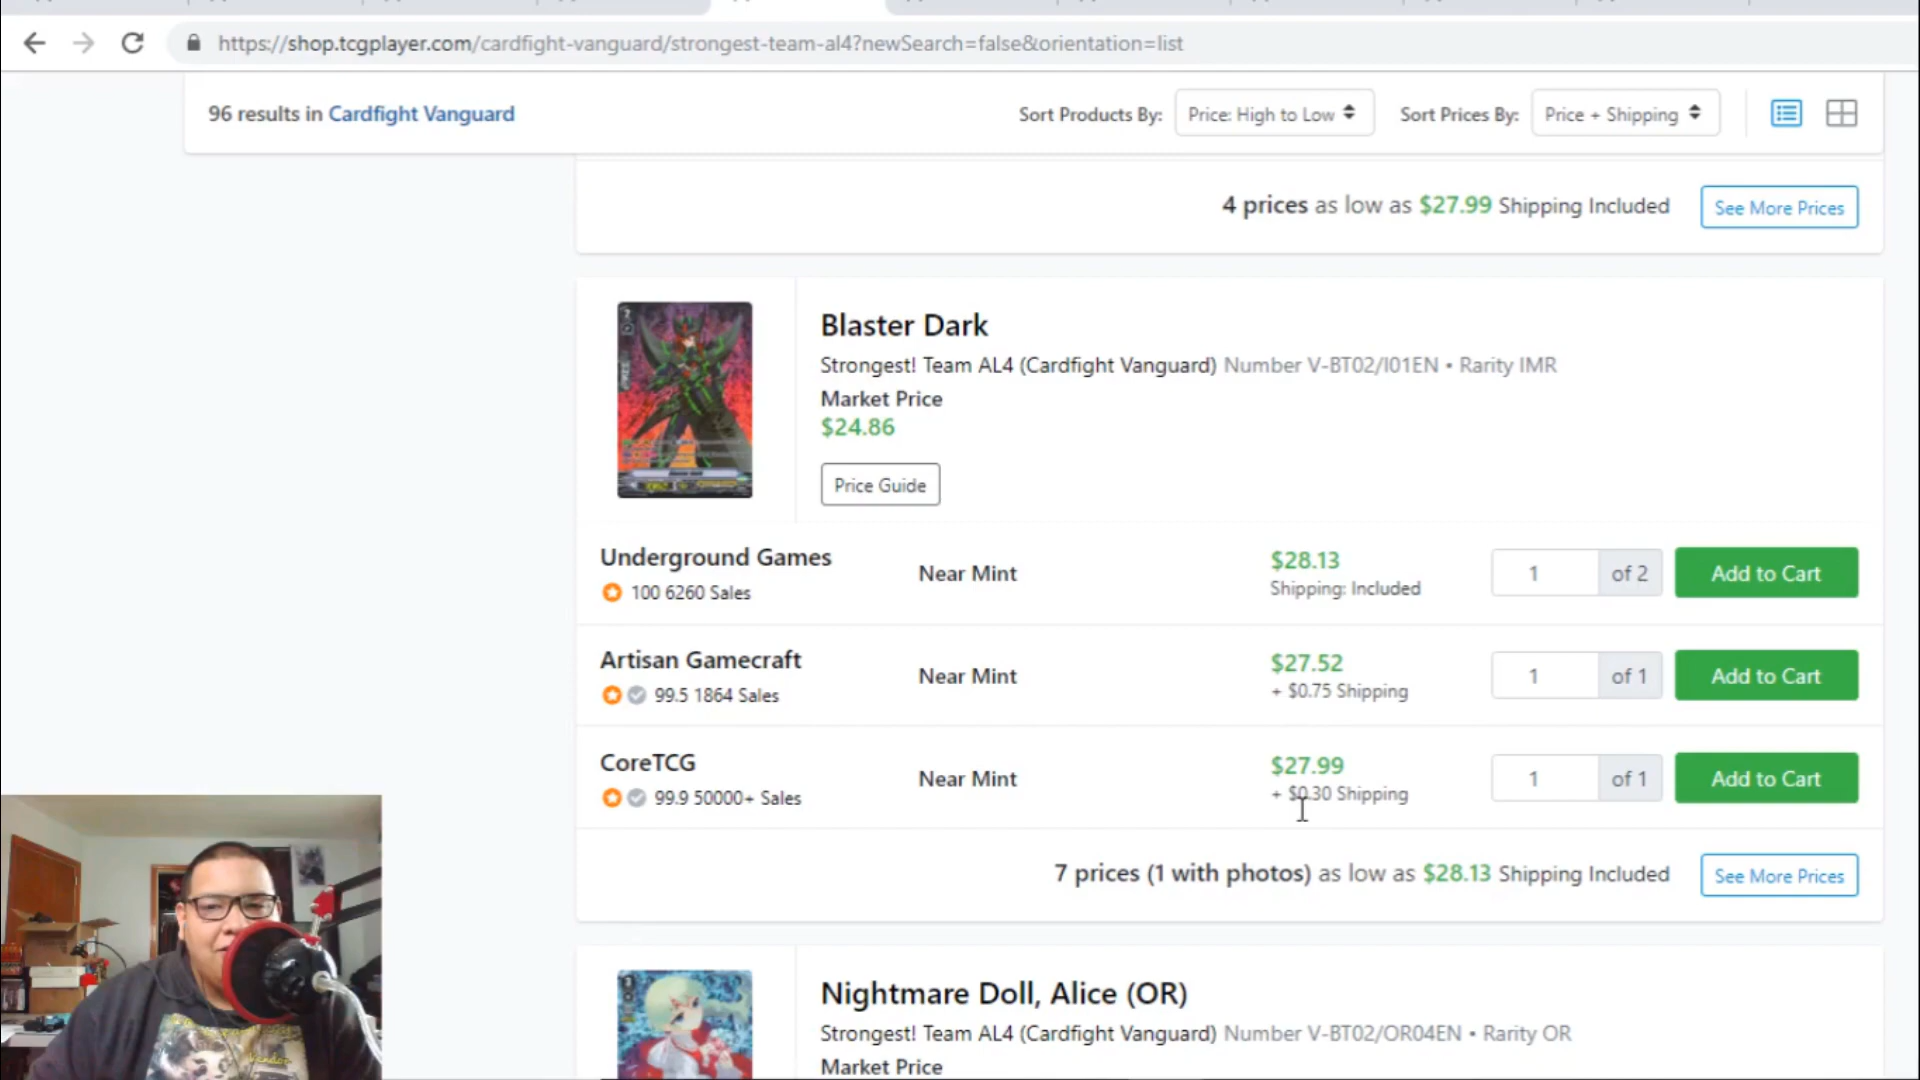 https://shop.tcgplayer.com/cardfight-vanguard/strongest-team-al4?newSearch=false&orientation=list
96 results in Cardfight Vanguard
Sort Products By: Price: High to Low
Sort Prices By: Price + Shipping
4 prices as low as $27.99 Shipping Included
See More Prices
Blaster Dark
Strongest! Team AL4 (Cardfight Vanguard) Number V-BT02/I01EN • Rarity IMR
Market Price
$24.86
Price Guide
Underground Games
100 6260 Sales
Near Mint
$28.13
Shipping: Included
1 of 2
Add to Cart
Artisan Gamecraft
99.5 1864 Sales
Near Mint
$27.52
+ $0.75 Shipping
1 of 1
Add to Cart
CoreTCG
99.9 50000+ Sales
Near Mint
$27.99
+ $0.30 Shipping
1 of 1
Add to Cart
7 prices (1 with photos) as low as $28.13 Shipping Included
See More Prices
Nightmare Doll, Alice (OR)
Strongest! Team AL4 (Cardfight Vanguard) Number V-BT02/OR04EN • Rarity OR
Market Price